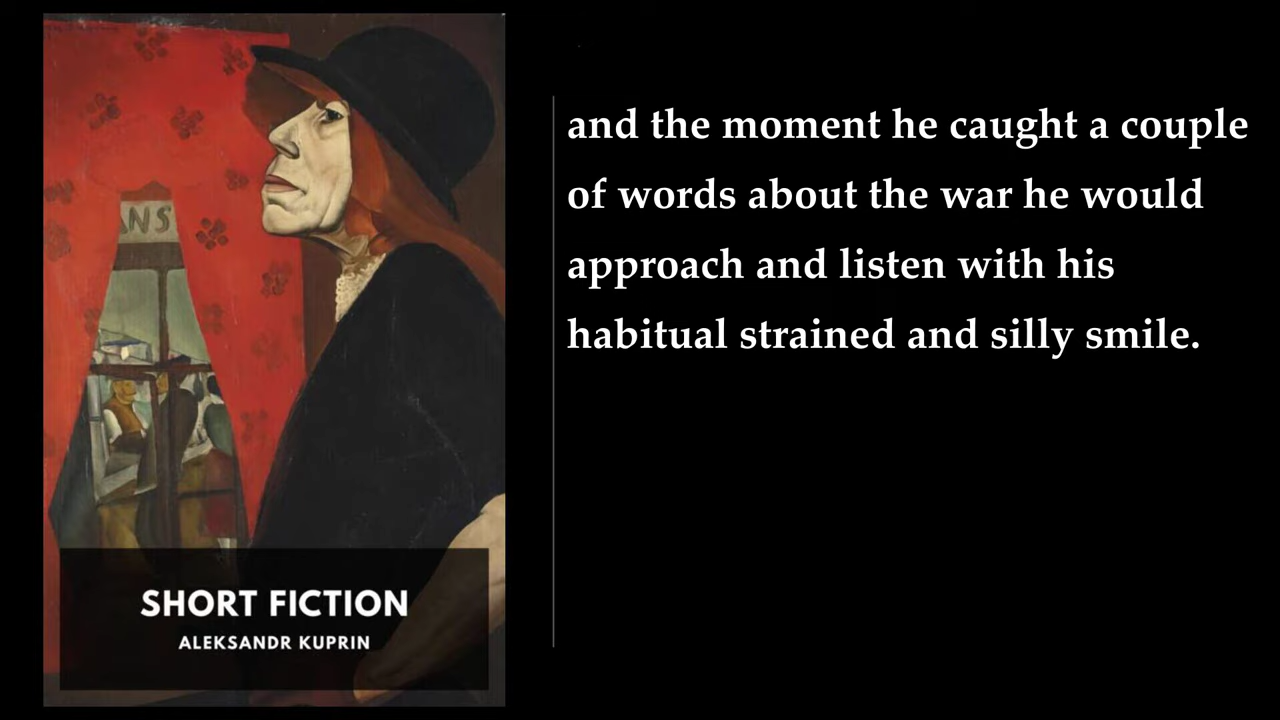 ANS
SHORT FICTION
ALEKSANDR KUPRIN
and the moment he caught a couple
of words about the war he would
approach and listen with his
habitual strained and silly smile.